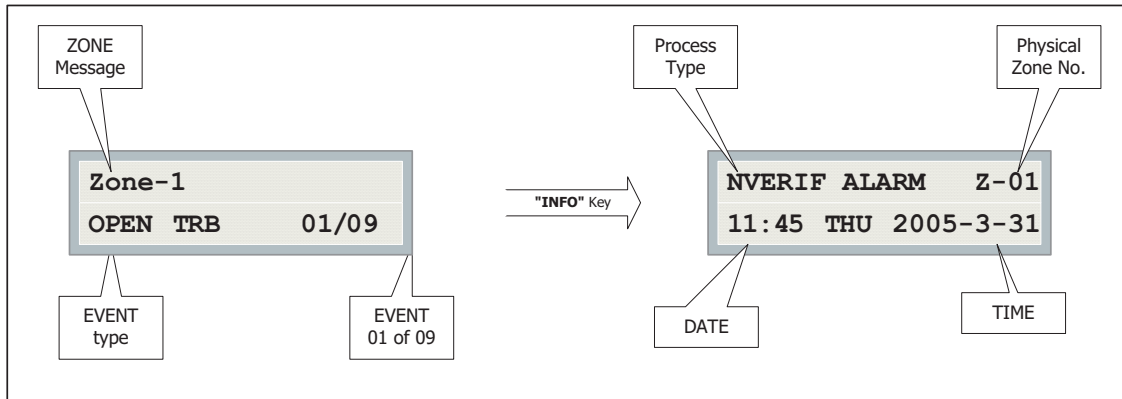 ZONE
Message
Process
Type
Physical
Zone No.
Zone-1
OPEN TRB 01/09
"INFO" Key
NVERIF ALARM Z-01
11:45 THU 2005-3-31
EVENT
type
EVENT
01 of 09
DATE
TIME